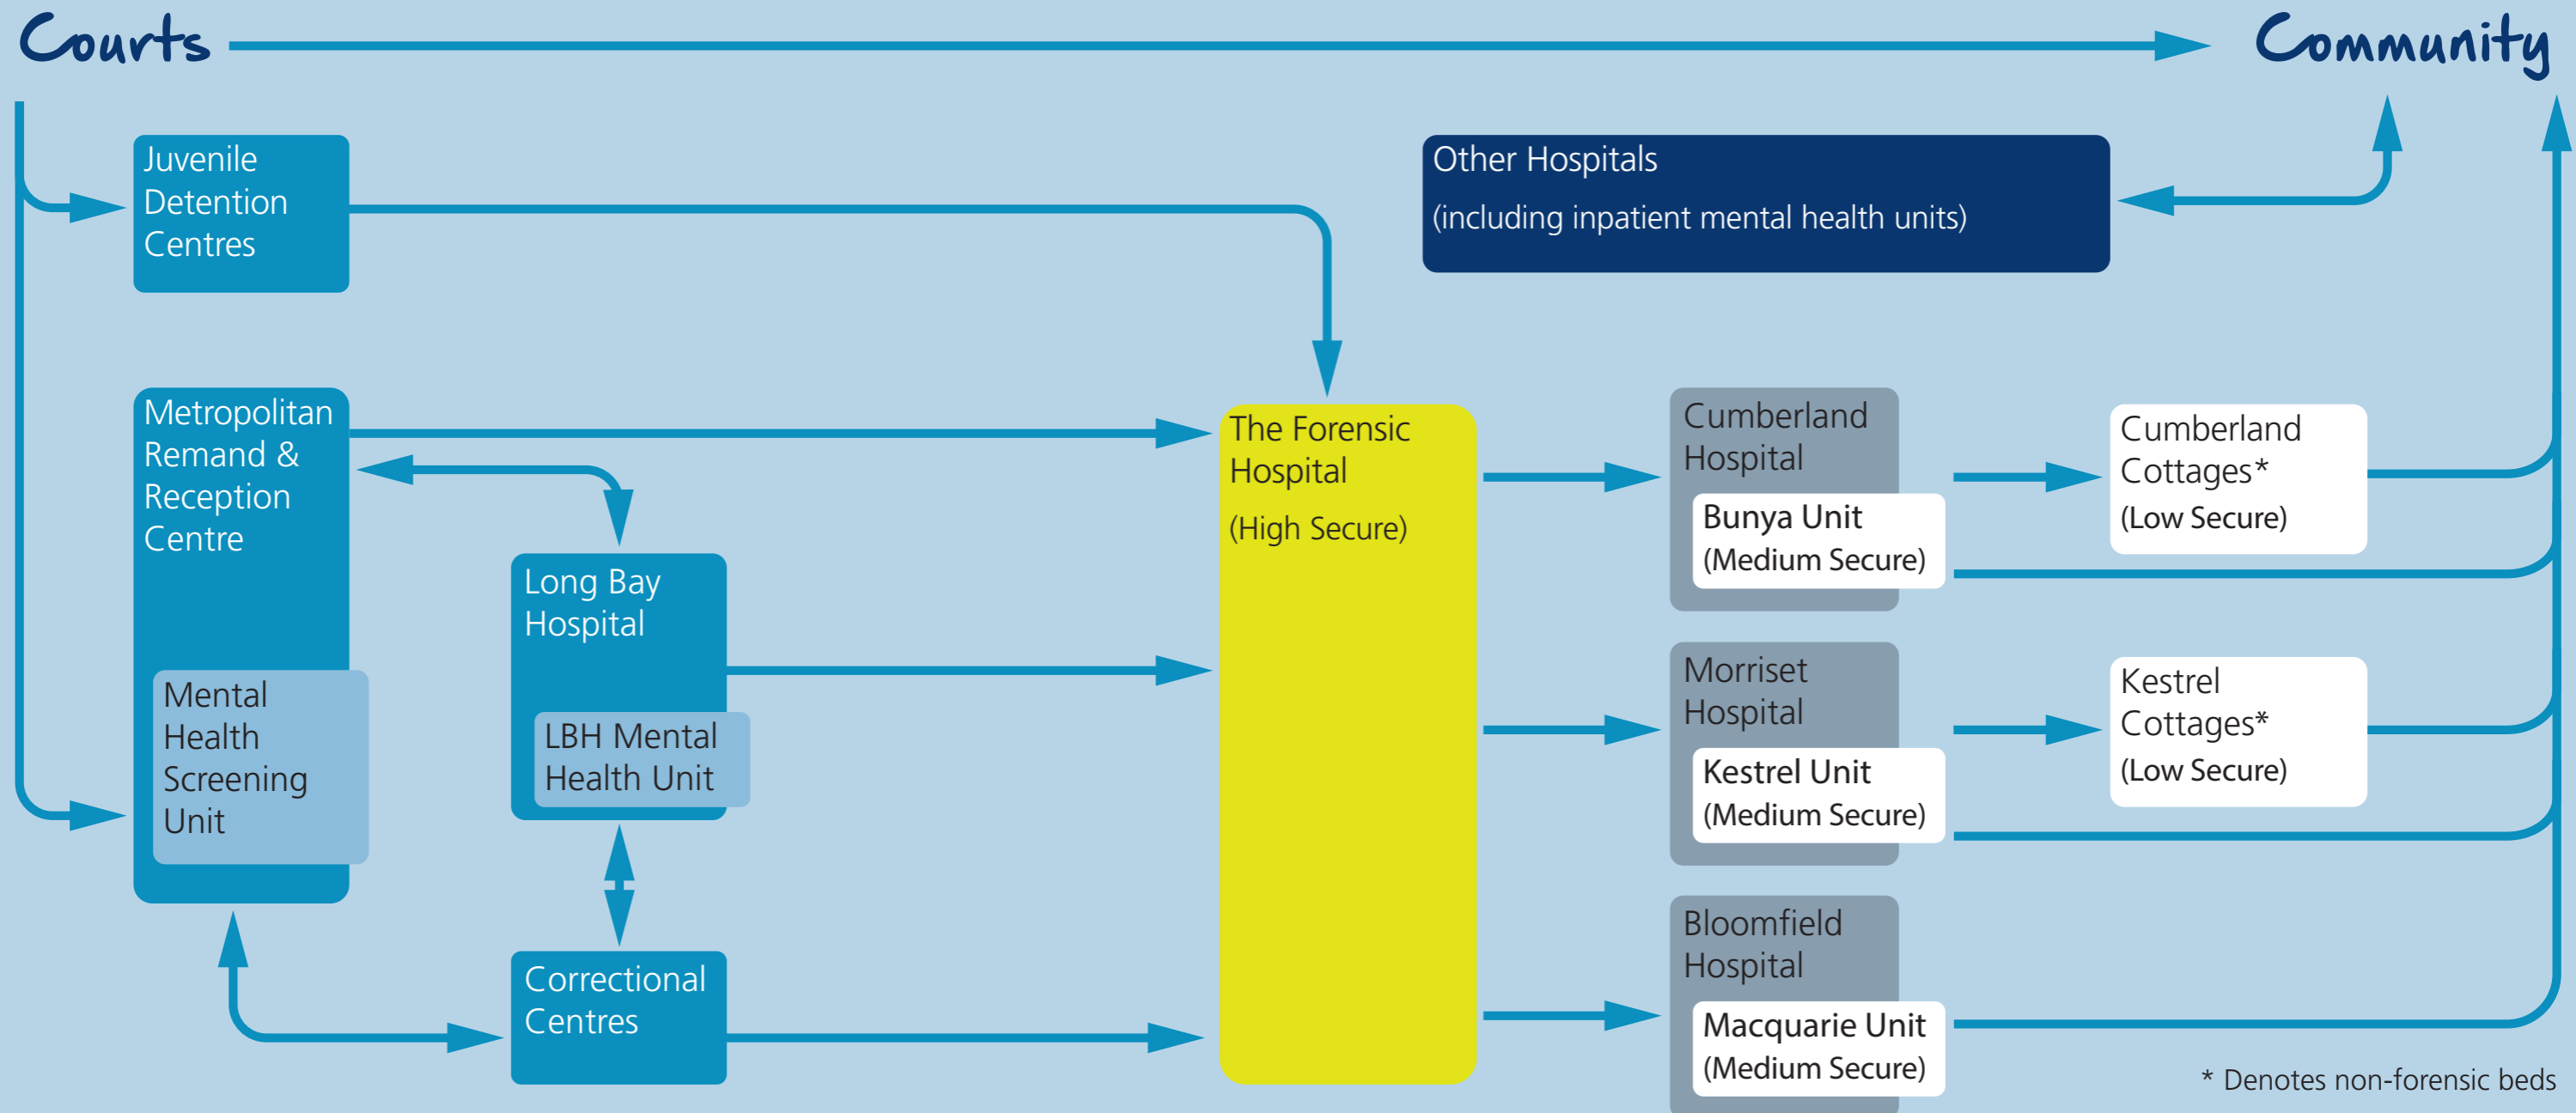 Courts
Community
Juvenile
Detention
Centres
Other Hospitals
(including inpatient mental health units)
Metropolitan
Remand &
Reception
Centre
Mental
Health
Screening
Unit
Long Bay
Hospital
LBH Mental
Health Unit
Correctional
Centres
The Forensic
Hospital
(High Secure)
Cumberland
Hospital
Bunya Unit
(Medium Secure)
Cumberland
Cottages*
(Low Secure)
Morriset
Hospital
Kestrel Unit
(Medium Secure)
Kestrel
Cottages*
(Low Secure)
Bloomfield
Hospital
Macquarie Unit
(Medium Secure)
* Denotes non-forensic beds